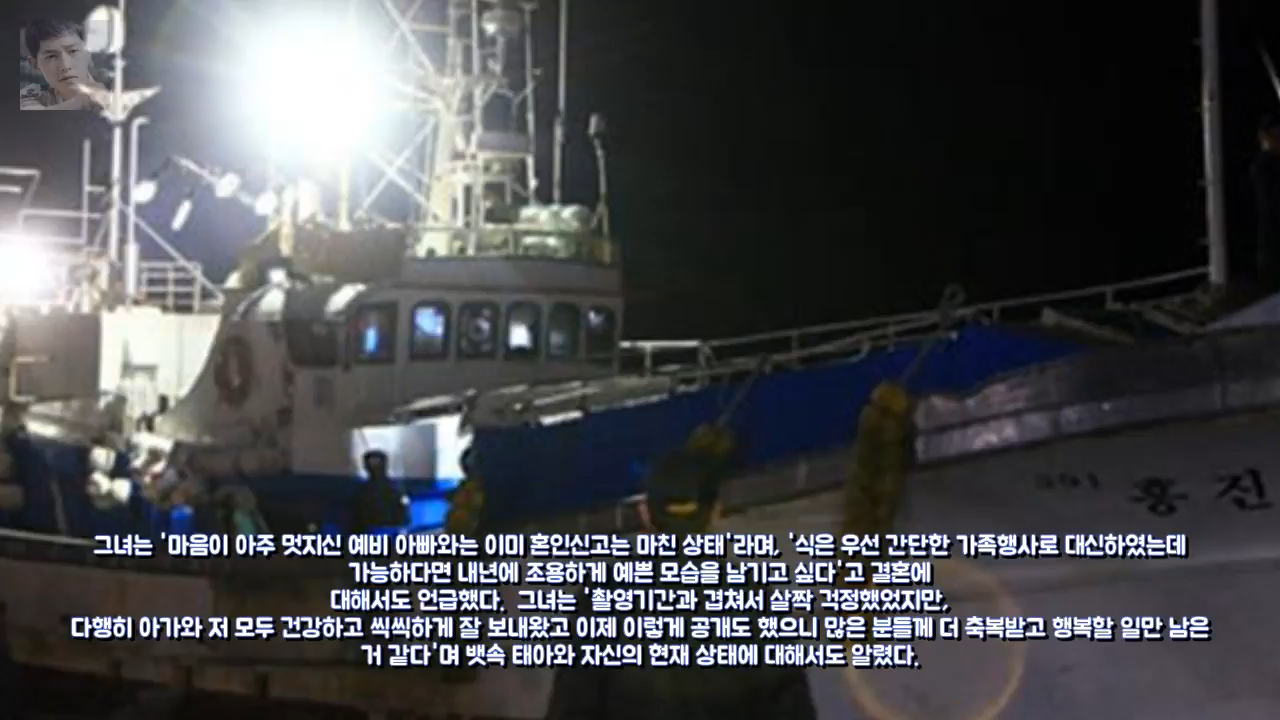 301 흥진
그녀는 '마음이 아주 멋지신 예비 아빠와는 이미 혼인신고는 마친 상태'라며, '식은 우선 간단한 가족행사로 대신하였는데
가능하다면 내년에 조용하게 예쁜 모습을 남기고 싶다'고 결혼에
대해서도 언급했다. 그녀는 '촬영기간과 겹쳐서 살짝 걱정했었지만,
다행히 아가와 저 모두 건강하고 씩씩하게 잘 보내왔고 이제 이렇게 공개도 했으니 많은 분들께 더 축복받고 행복할 일만 남은
거 같다'며 뱃속 태아와 자신의 현재 상태에 대해서도 알렸다.